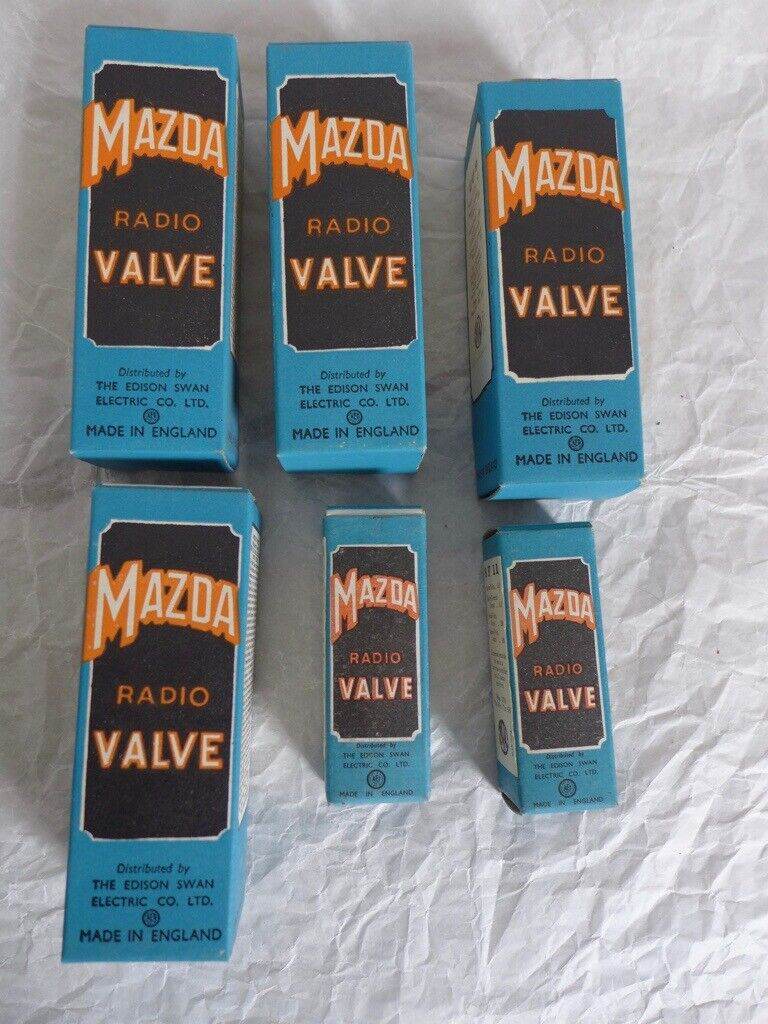 MAZDA
RADIO
VALVE
Distributed by
THE EDISON SWAN
ELECTRIC CO. LTD.
MADE IN ENGLAND
MAZDA
RADIO
VALVE
Distributed by
THE EDISON SWAN
ELECTRIC CO. LTD.
MADE IN ENGLAND
MAZDA
RADIO
VALVE
Distributed by
THE EDISON SWAN
ELECTRIC CO. LTD.
MADE IN ENGLAND
MAZDA
RADIO
VALVE
Distributed by
THE EDISON SWAN
ELECTRIC CO. LTD.
MADE IN ENGLAND
MAZDA
RADIO
VALVE
Distributed by
THE EDISON SWAN
ELECTRIC CO. LTD.
MADE IN ENGLAND
MAZDA
RADIO
VALVE
Distributed by
THE EDISON SWAN
ELECTRIC CO. LTD.
MADE IN ENGLAND